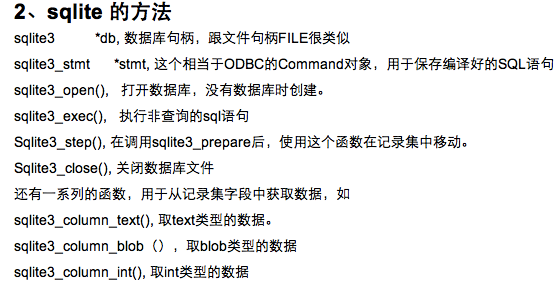 2、sqlite 的方法
sqlite3 *db, 数据库句柄，跟文件句柄FILE很类似
sqlite3_stmt *stmt, 这个相当于ODBC的Command对象，用于保存编译好的SQL语句
sqlite3_open(), 打开数据库，没有数据库时创建。
sqlite3_exec(), 执行非查询的sql语句
Sqlite3_step(), 在调用sqlite3_prepare后，使用这个函数在记录集中移动。
Sqlite3_close(), 关闭数据库文件
还有一系列的函数，用于从记录集字段中获取数据，如
sqlite3_column_text(), 取text类型的数据。
sqlite3_column_blob（），取blob类型的数据
sqlite3_column_int(), 取int类型的数据